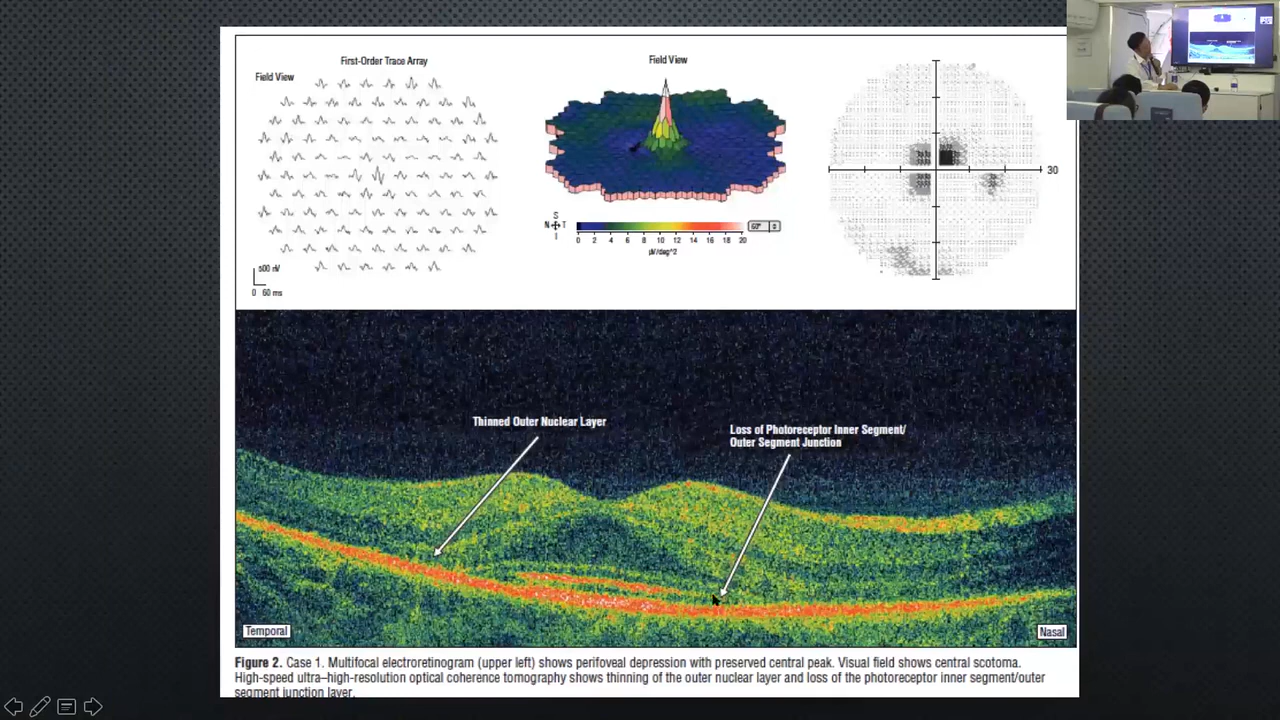 First-Order Trace Array
Field View
500 nV
0 60 ms
Field View
S
N T
I
0 2 4 6 8 10 12 14 16 18 20
µV/deg^2
30
Thinned Outer Nuclear Layer
Loss of Photoreceptor Inner Segment/
Outer Segment Junction
Temporal
Nasal
Figure 2. Case 1. Multifocal electroretinogram (upper left) shows perifoveal depression with preserved central peak. Visual field shows central scotoma.
High-speed ultra–high-resolution optical coherence tomography shows thinning of the outer nuclear layer and loss of the photoreceptor inner segment/outer
segment junction layer.